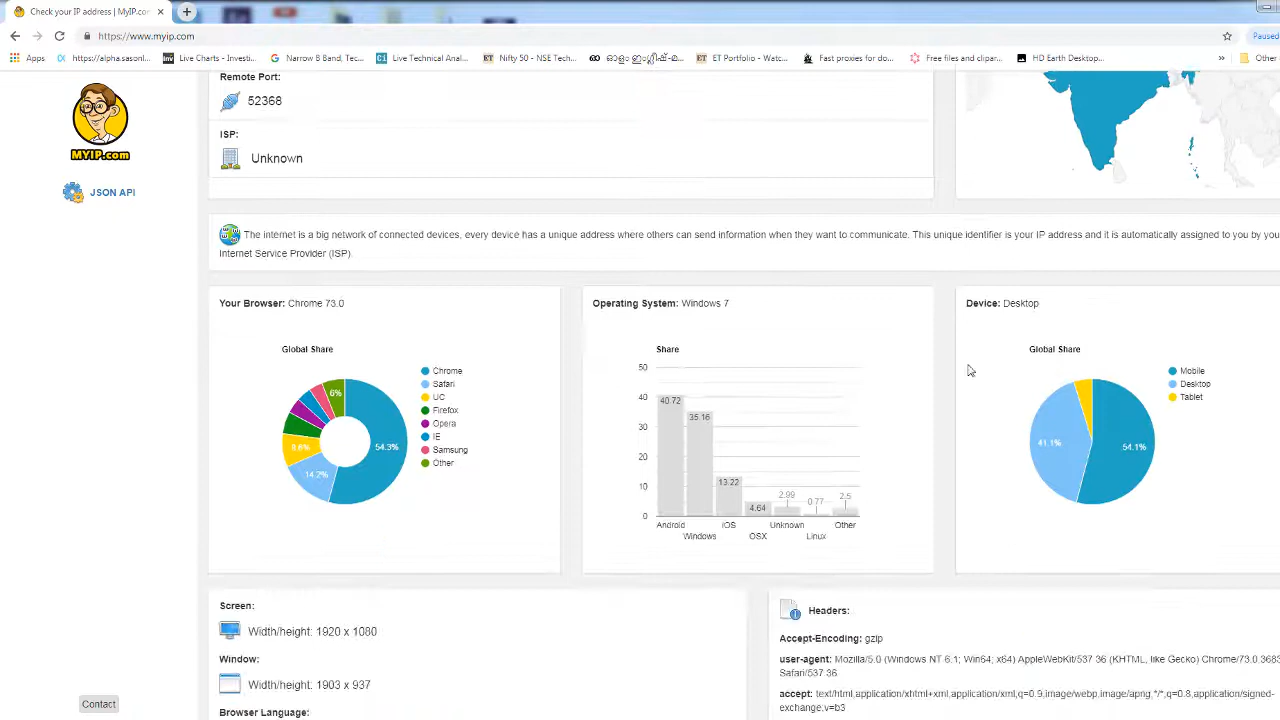 Check your IP address | MyIP.co
https://www.myip.com
Paused
Apps
https://alpha.sasonl...
Live Charts - Investi...
Narrow B Band, Tec...
Live Technical Anal...
Nifty 50 - NSE Tech...
ഓളം ഇംഗ്ലീഷ്-മ...
ET Portfolio - Watc...
Fast proxies for do...
Free files and clipar...
HD Earth Desktop...
»
Other
Remote Port:
52368
ISP:
Unknown
MYIP.com
JSON API
The internet is a big network of connected devices, every device has a unique address where others can send information when they want to communicate. This unique identifier is your IP address and it is automatically assigned to you by you
Internet Service Provider (ISP).
Your Browser: Chrome 73.0
Global Share
Chrome
Safari
UC
Firefox
Opera
IE
Samsung
Other
6%
54.3%
14.2%
Operating System: Windows 7
Share
50
40
30
20
10
0
40.72
35.16
13.22
4.64
2.99
0.77
2.5
Android
Windows
iOS
OSX
Unknown
Linux
Other
Device: Desktop
Global Share
Mobile
Desktop
Tablet
41.1%
54.1%
Screen:
Width/height: 1920 x 1080
Window:
Width/height: 1903 x 937
Browser Language:
Headers:
Accept-Encoding: gzip
user-agent: Mozilla/5.0 (Windows NT 6.1; Win64; x64) AppleWebKit/537.36 (KHTML, like Gecko) Chrome/73.0.3683
Safari/537.36
accept: text/html,application/xhtml+xml,application/xml;q=0.9,image/webp,image/apng,*/*;q=0.8,application/signed-
exchange;v=b3
Contact